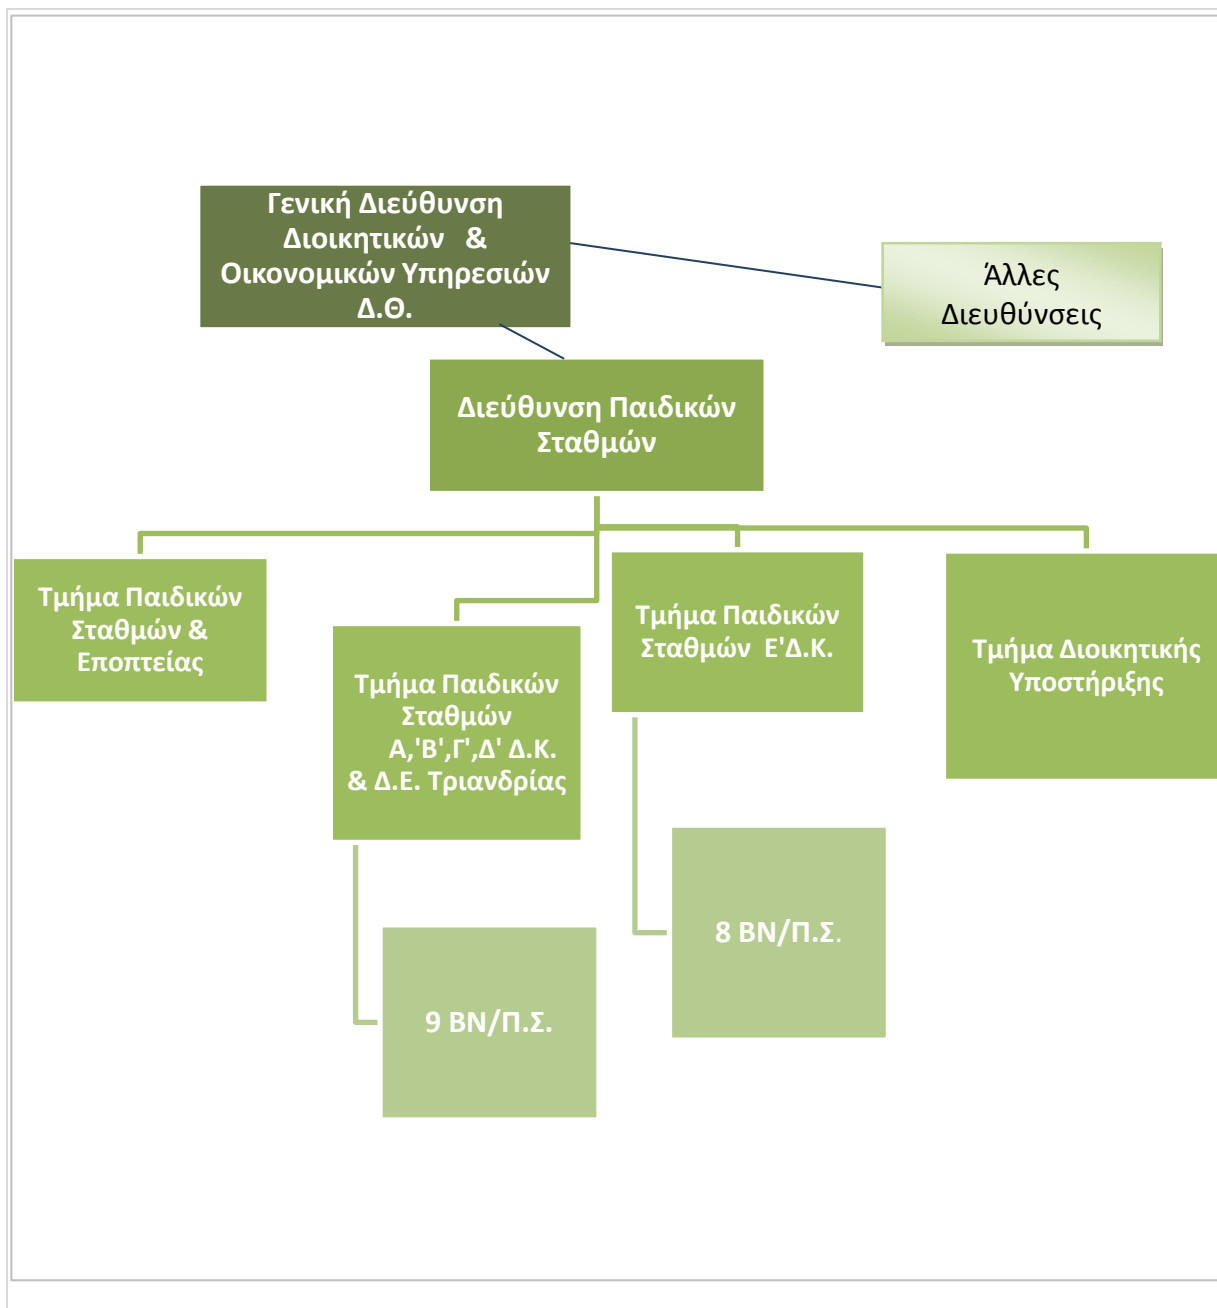 Γενική Διεύθυνση
Διοικητικών &
Οικονομικών Υπηρεσιών
Δ.Θ.
Άλλες
Διευθύνσεις
Διεύθυνση Παιδικών
Σταθμών
Τμήμα Παιδικών
Σταθμών &
Εποπτείας
Τμήμα Παιδικών
Σταθμών
Α,'Β',Γ',Δ' Δ.Κ.
& Δ.Ε. Τριανδρίας
Τμήμα Παιδικών
Σταθμών Ε'Δ.Κ.
Τμήμα Διοικητικής
Υποστήριξης
9 ΒΝ/Π.Σ.
8 ΒΝ/Π.Σ.